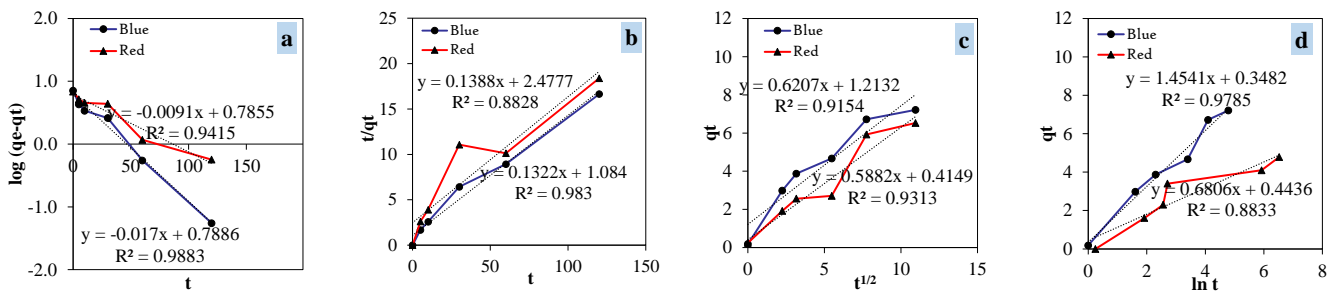 Blue
Red
a
2.0
1.0
0.0
-1.0
-2.0
0
50
100
150
log (qe-qt)
t
y = -0.0091x + 0.7855
R² = 0.9415
y = -0.017x + 0.7886
R² = 0.9883
Blue
Red
b
25
20
15
10
5
0
0
50
100
150
t/qt
t
y = 0.1388x + 2.4777
R² = 0.8828
y = 0.1322x + 1.084
R² = 0.983
Blue
Red
c
12
10
8
6
4
2
0
0
5
10
15
qt
t1/2
y = 0.6207x + 1.2132
R² = 0.9154
y = 0.5882x + 0.4149
R² = 0.9313
Blue
Red
d
12
10
8
6
4
2
0
0
2
4
6
8
qt
ln t
y = 1.4541x + 0.3482
R² = 0.9785
y = 0.6806x + 0.4436
R² = 0.8833